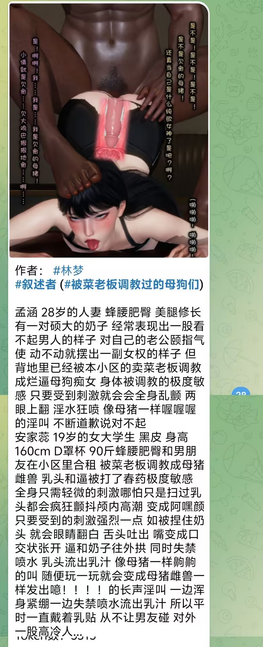 作者： #林梦
#叙述者 (#被菜老板调教过的母狗们)
孟涵 28岁的人妻 蜂腰肥臀 美腿修长
有一对硕大的奶子 经常表现出一股看
不起男人的样子 对自己的老公颐指气
使 动不动就摆出一副女权的样子 但
背地里已经被本小区的卖菜老板调教
成烂逼母狗痴女 身体被调教的极度敏
感 只要受到刺激就会全身乱颤 两
眼上翻 淫水狂喷 像母猪一样喔喔喔
的淫叫 不断道歉说对不起
安家蕊 19岁的女大学生 黑皮 身高
160cm D罩杯 90斤蜂腰肥臀和男朋
友在小区里合租 被菜老板调教成母猪
雌兽 乳头和逼被打了春药极度敏感
全身只需轻微的刺激哪怕只是扫过乳
头都会疯狂颤抖颅内高潮 变成阿嘿颜
只要受到的刺激强烈一点 如被捏住奶
头 就会眼睛翻白 舌头吐出 嘴变成口
交状张开 逼和奶子往外拱 同时失禁
喷水 乳头流出乳汁 像母猪一样齁齁
的叫 随便玩一玩就会变成母猪雌兽一
样发出噫！！！！的长声淫叫 一边浑
身紧绷一边失禁喷水流出乳汁 所以平
时一直戴着乳贴 从不让男友碰 对外
一股高冷人
28